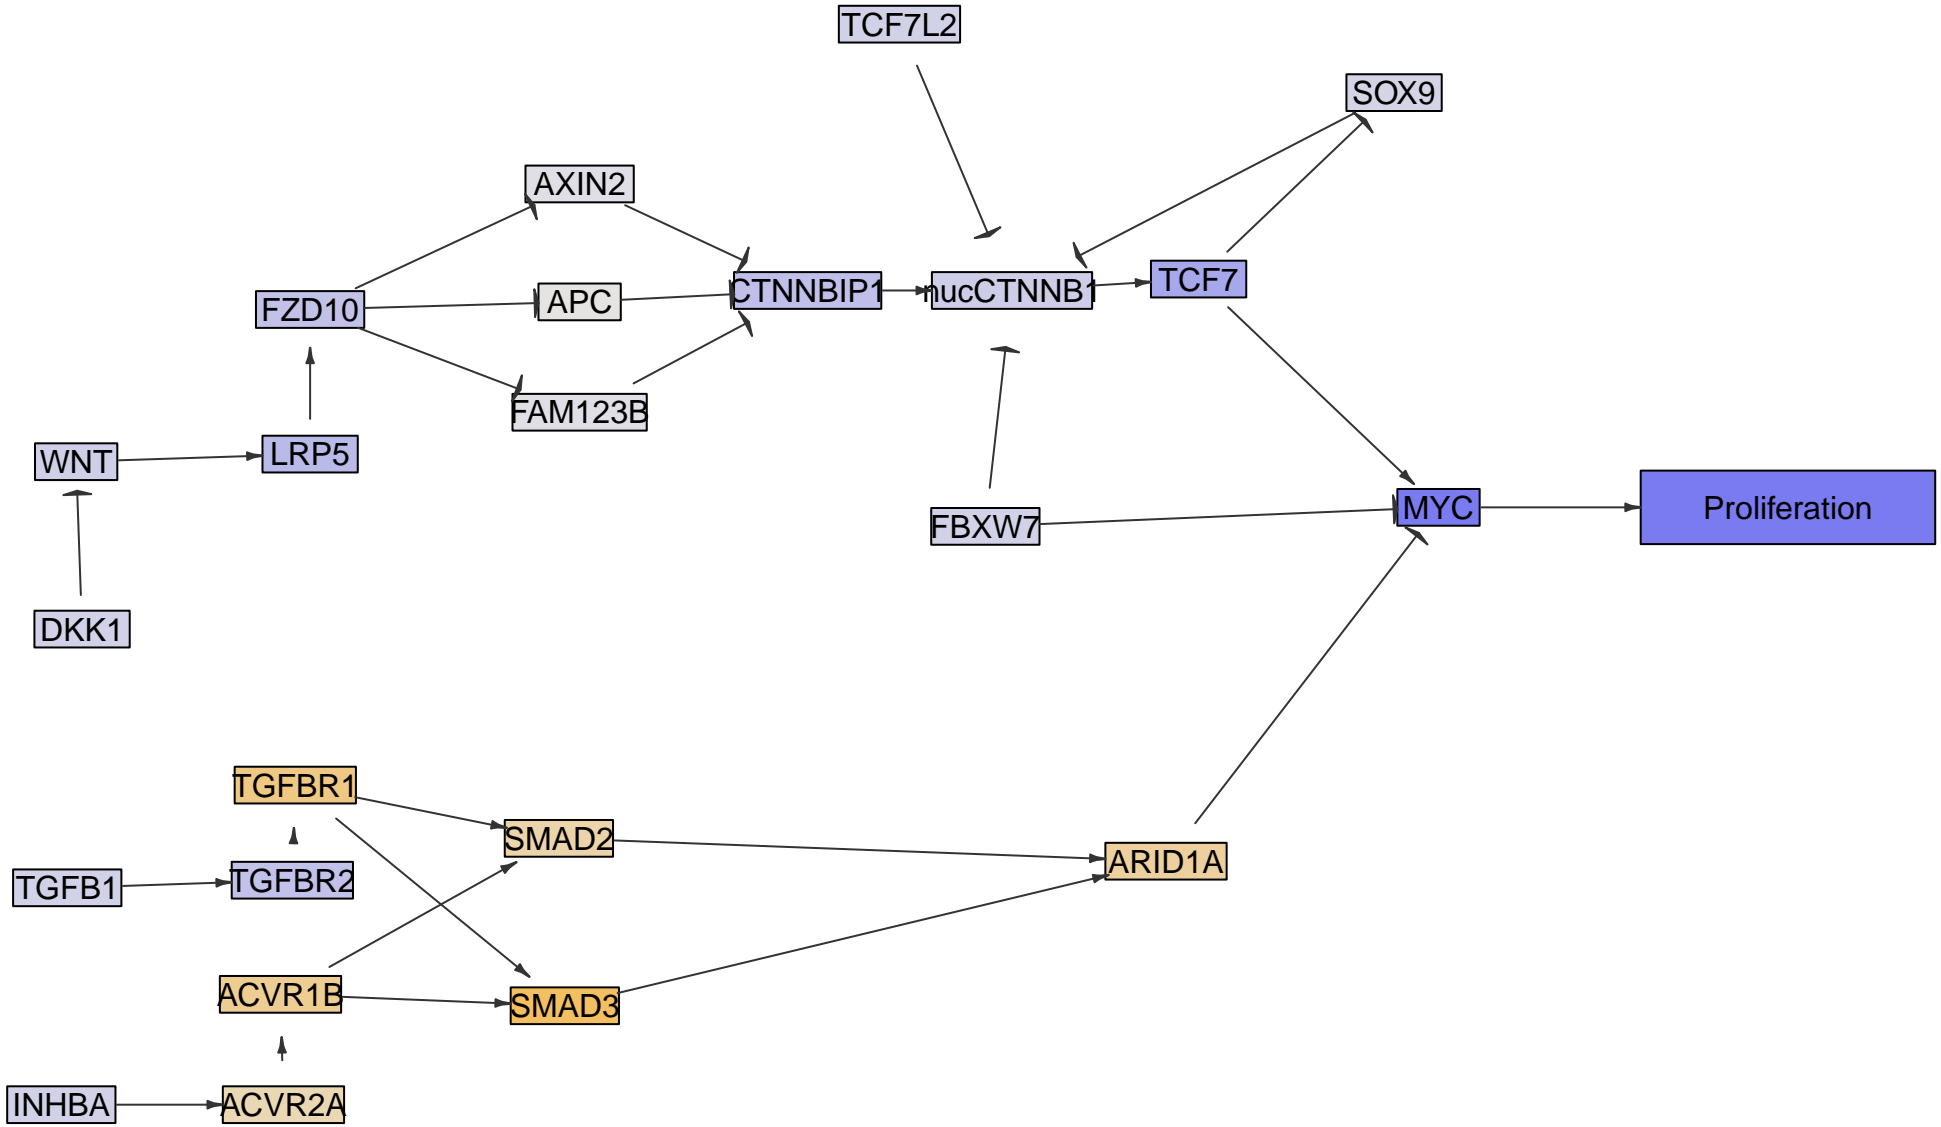 TCF7L2
SOX9
AXIN2
FZD10
APC
CTNNBIP1
nucCTNNB1
TCF7
FAM123B
WNT
LRP5
FBXW7
MYC
Proliferation
DKK1
TGFBR1
SMAD2
ARID1A
TGFB1
TGFBR2
ACVR1B
SMAD3
INHBA
ACVR2A